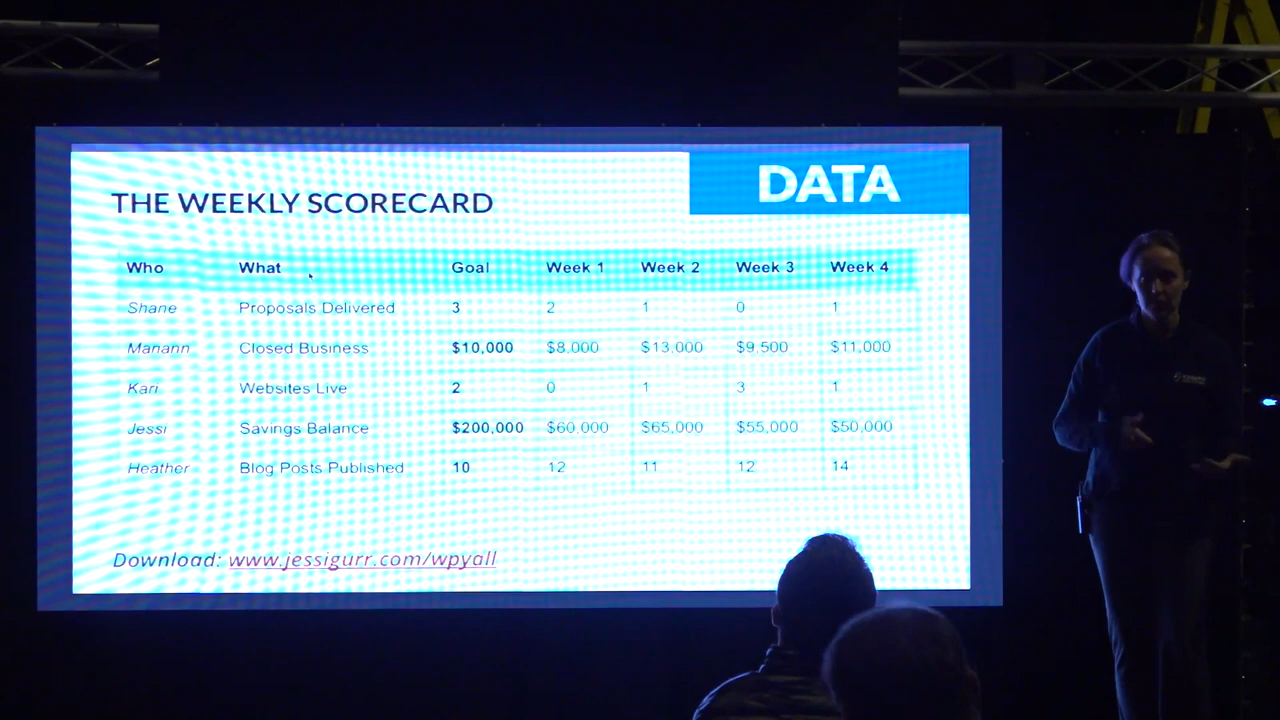 DATA
THE WEEKLY SCORECARD
Who What Goal Week 1 Week 2 Week 3 Week 4
Shane Proposals Delivered 3 2 1 0 1
Mariann Closed Business $10,000 $8,000 $13,000 $9,500 $11,000
Kari Websites Live 2 0 1 3 1
Jessi Savings Balance $200,000 $60,000 $65,000 $55,000 $50,000
Heather Blog Posts Published 10 12 11 12 14
Download: www.jessigurr.com/wpyall